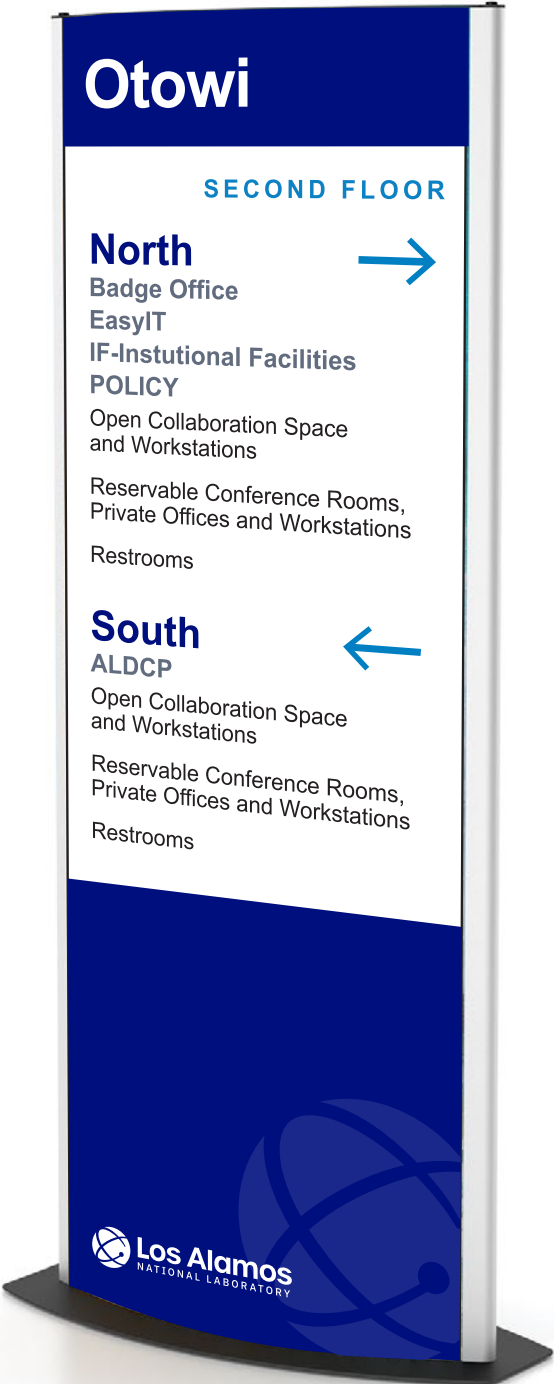 Otowi
SECOND FLOOR
North
Badge Office
EasyIT
IF-Instutional Facilities
POLICY
Open Collaboration Space
and Workstations
Reservable Conference Rooms,
Private Offices and Workstations
Restrooms
South
ALDCP
Open Collaboration Space
and Workstations
Reservable Conference Rooms,
Private Offices and Workstations
Restrooms
Los Alamos
NATIONAL LABORATORY